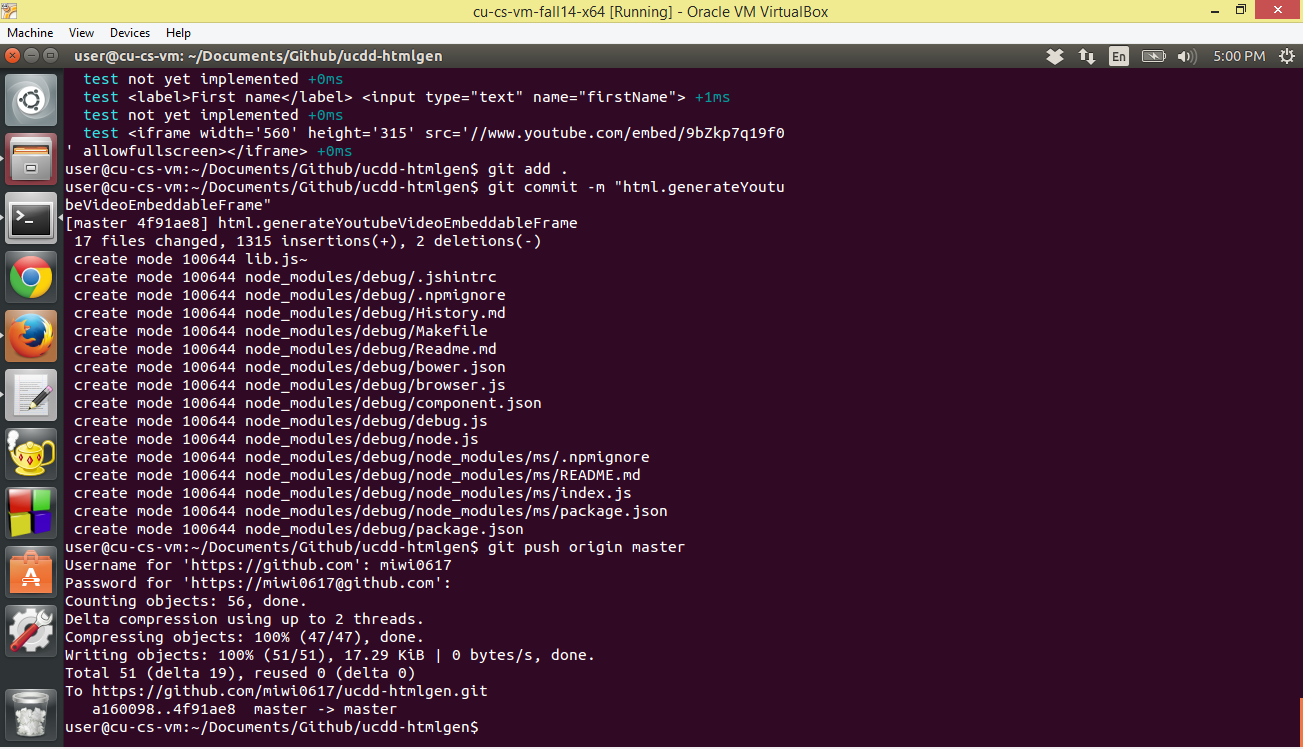 cu-cs-vm-fall14-x64 [Running] - Oracle VM VirtualBox
Machine View Devices Help
user@cu-cs-vm: ~/Documents/Github/ucdd-htmlgen
En
5:00 PM
test not yet implemented +0ms
test <label>First name</label> <input type="text" name="firstName"> +1ms
test not yet implemented +0ms
test <iframe width='560' height='315' src='//www.youtube.com/embed/9bZkp7q19f0
' allowfullscreen></iframe> +0ms
user@cu-cs-vm:~/Documents/Github/ucdd-htmlgen$ git add .
user@cu-cs-vm:~/Documents/Github/ucdd-htmlgen$ git commit -m "html.generateYoutu
beVideoEmbeddableFrame"
[master 4f91ae8] html.generateYoutubeVideoEmbeddableFrame
17 files changed, 1315 insertions(+), 2 deletions(-)
create mode 100644 lib.js~
create mode 100644 node_modules/debug/.jshintrc
create mode 100644 node_modules/debug/.npmignore
create mode 100644 node_modules/debug/History.md
create mode 100644 node_modules/debug/Makefile
create mode 100644 node_modules/debug/Readme.md
create mode 100644 node_modules/debug/bower.json
create mode 100644 node_modules/debug/browser.js
create mode 100644 node_modules/debug/component.json
create mode 100644 node_modules/debug/debug.js
create mode 100644 node_modules/debug/node.js
create mode 100644 node_modules/debug/node_modules/ms/.npmignore
create mode 100644 node_modules/debug/node_modules/ms/README.md
create mode 100644 node_modules/debug/node_modules/ms/index.js
create mode 100644 node_modules/debug/node_modules/ms/package.json
create mode 100644 node_modules/debug/package.json
user@cu-cs-vm:~/Documents/Github/ucdd-htmlgen$ git push origin master
Username for 'https://github.com': miwi0617
Password for 'https://miwi0617@github.com':
Counting objects: 56, done.
Delta compression using up to 2 threads.
Compressing objects: 100% (47/47), done.
Writing objects: 100% (51/51), 17.29 KiB | 0 bytes/s, done.
Total 51 (delta 19), reused 0 (delta 0)
To https://github.com/miwi0617/ucdd-htmlgen.git
a160098..4f91ae8  master -> master
user@cu-cs-vm:~/Documents/Github/ucdd-htmlgen$